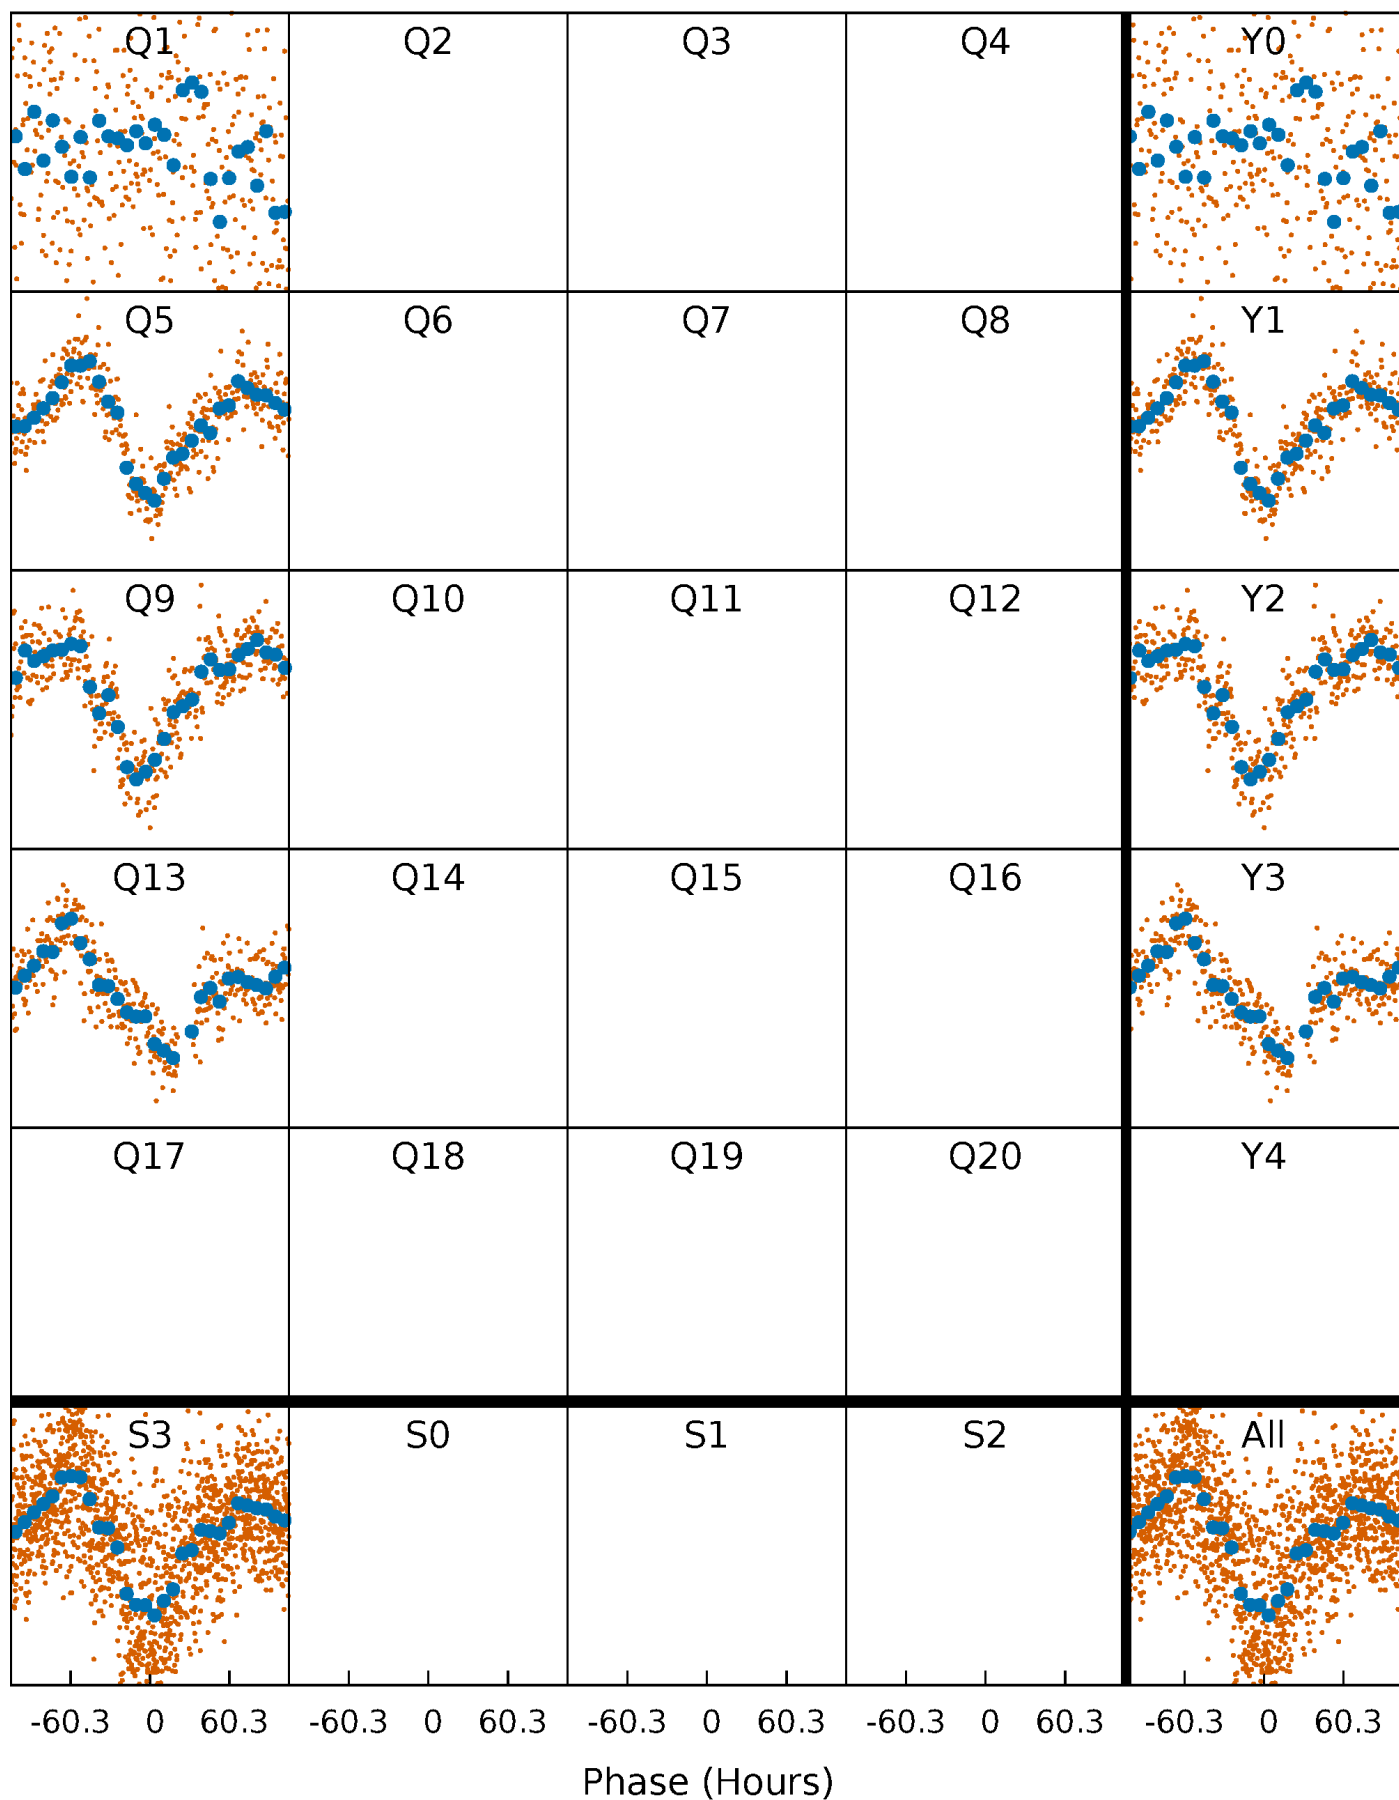 Q1 Q2 Q3 Q4 Y0
Q5 Q6 Q7 Q8 Y1
Q9 Q10 Q11 Q12 Y2
Q13 Q14 Q15 Q16 Y3
Q17 Q18 Q19 Q20 Y4
S3 S0 S1 S2 All
-60.3 0 60.3 -60.3 0 60.3 -60.3 0 60.3 -60.3 0 60.3 -60.3 0 60.3
Phase (Hours)